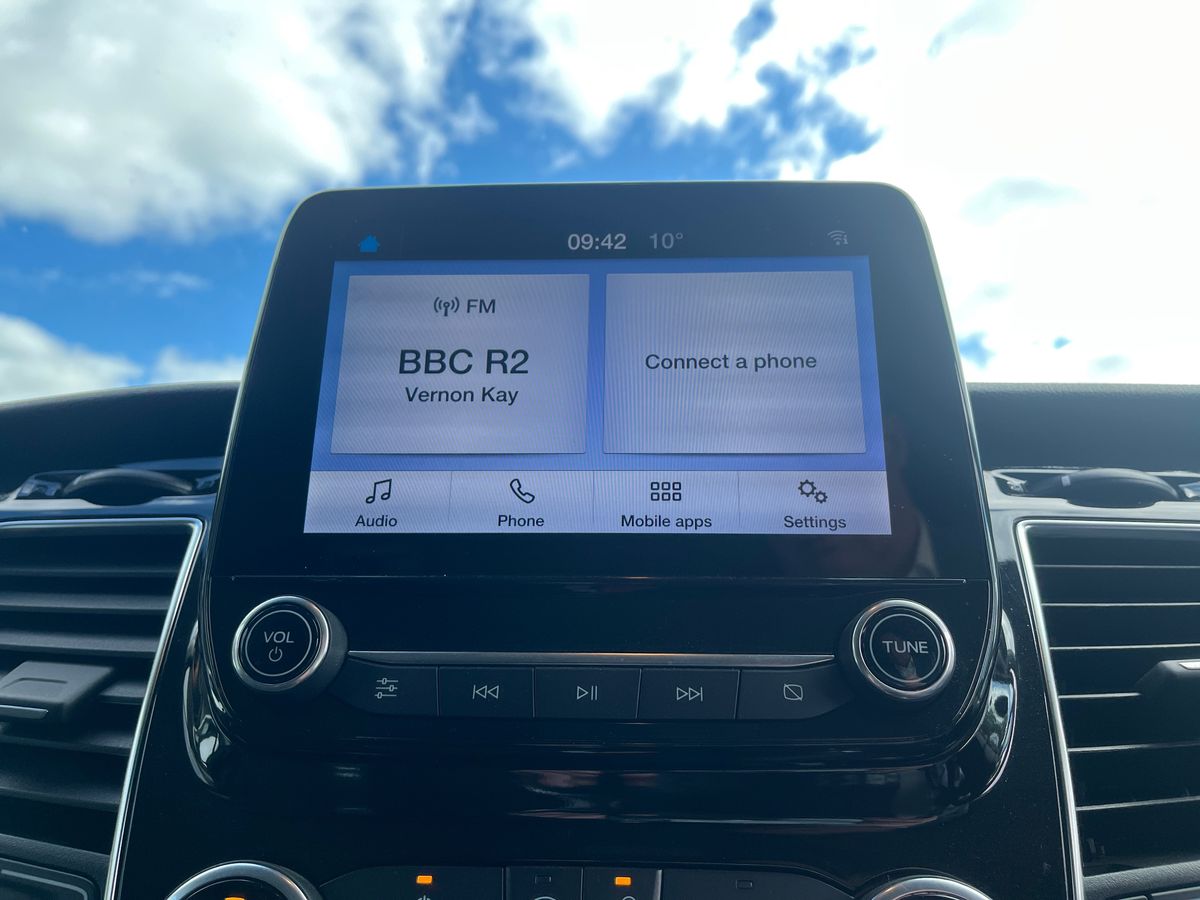 09:42 10°
FM
BBC R2
Vernon Kay
Connect a phone
Audio
Phone
Mobile apps
Settings
VOL
TUNE